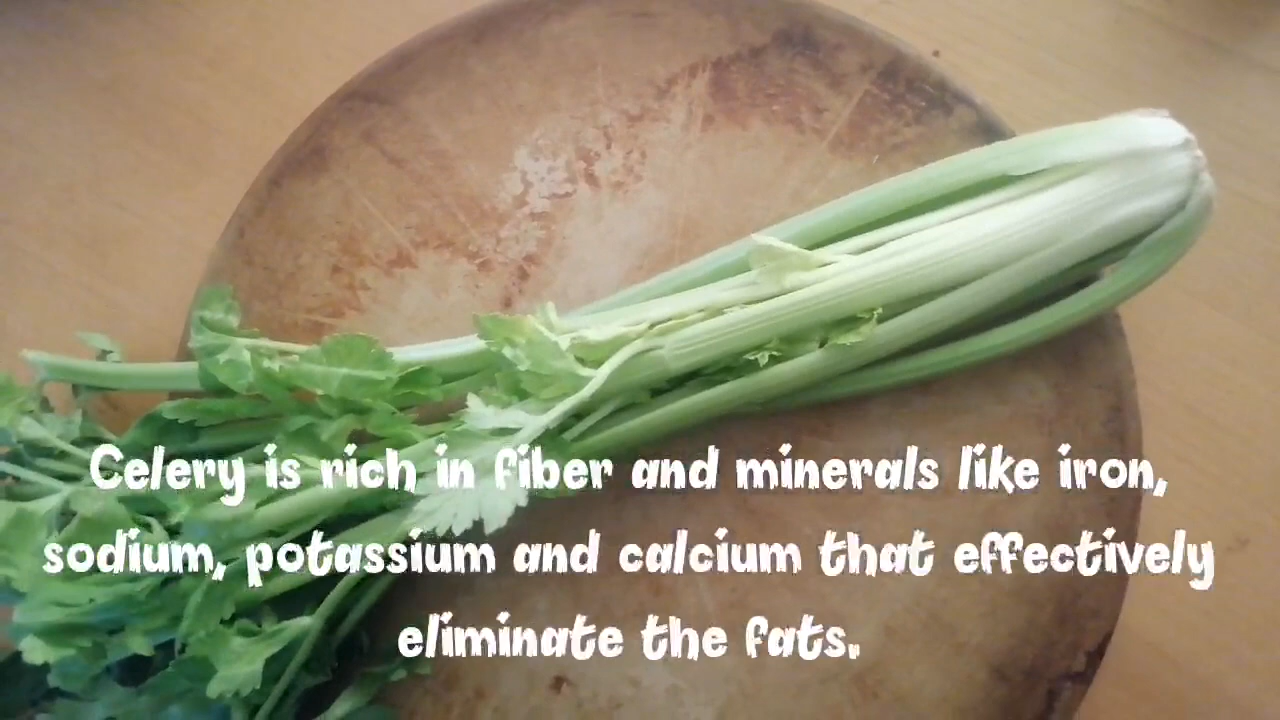 Celery is rich in fiber and minerals like iron,
sodium, potassium and calcium that effectively
eliminate the fats.